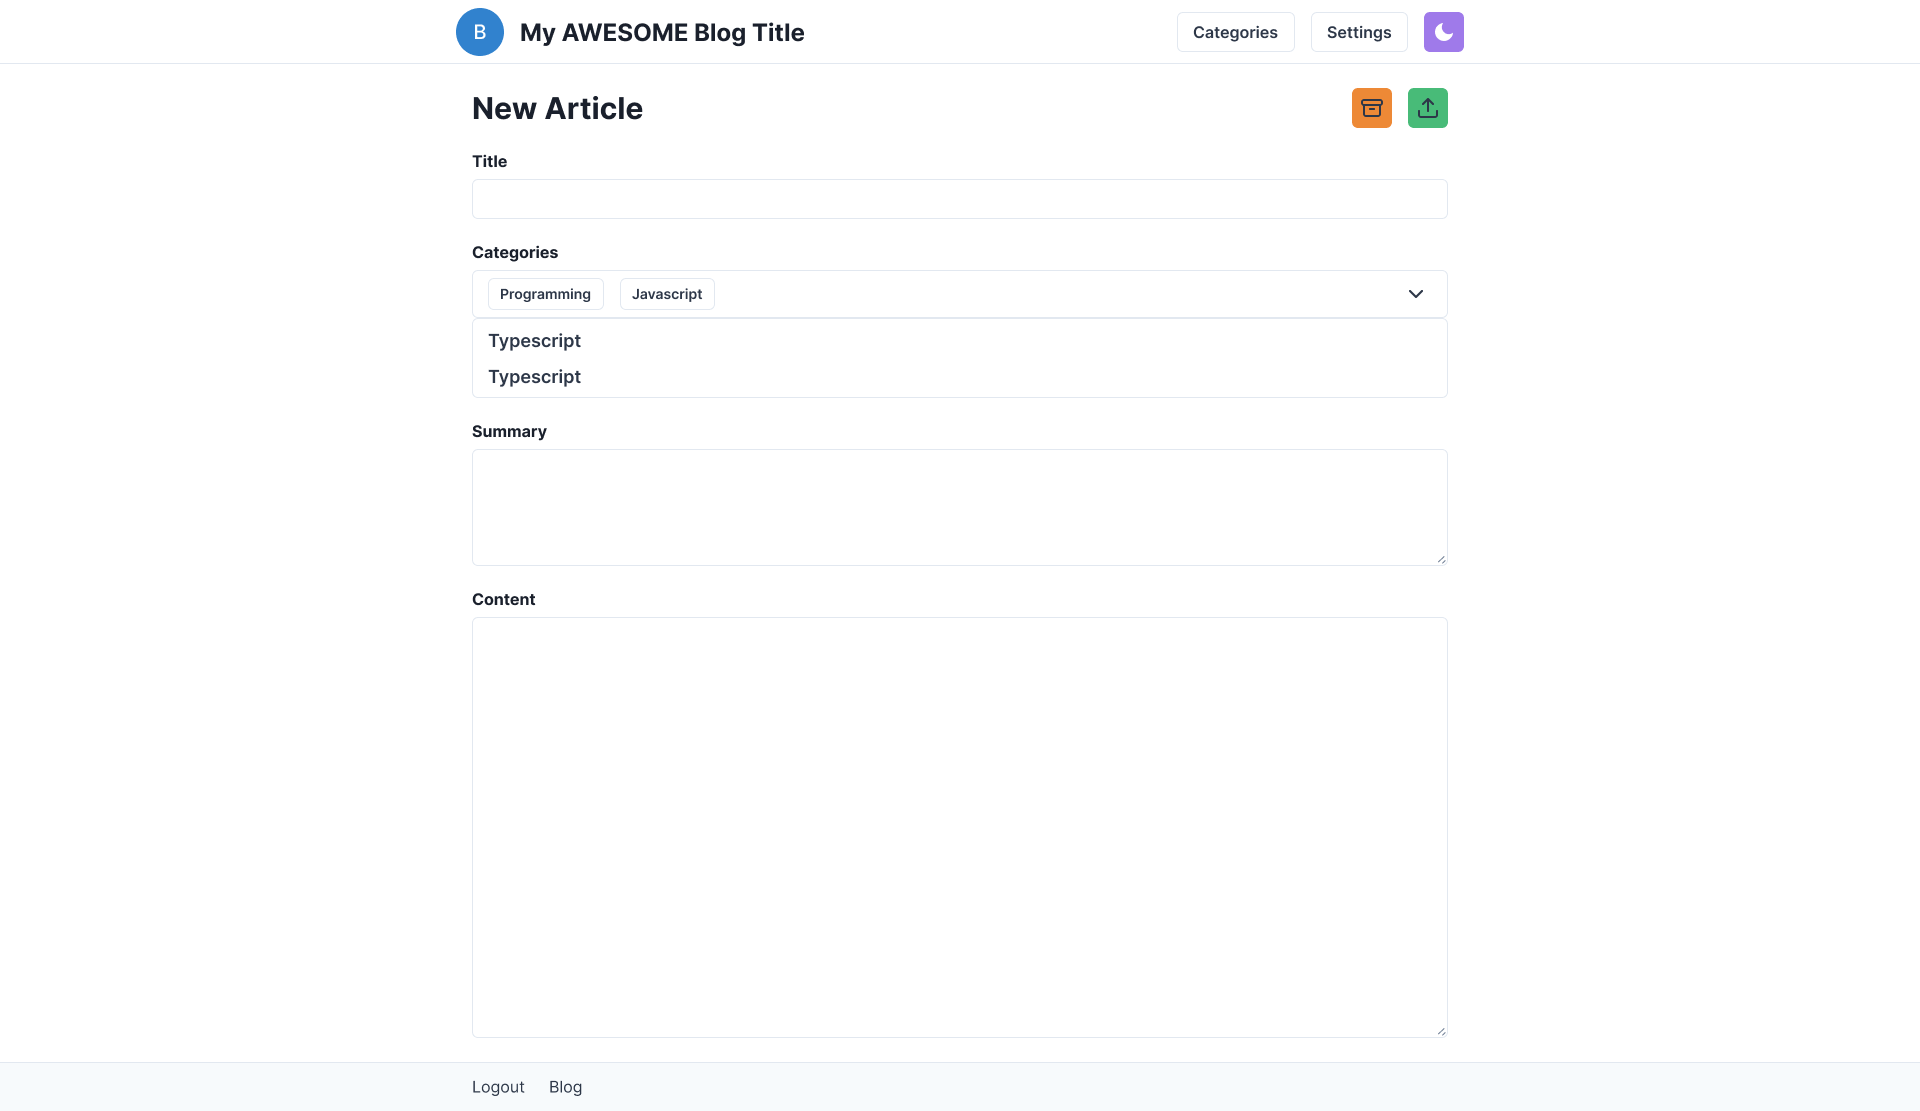 B
My AWESOME Blog Title
Categories
Settings
New Article
Title
Categories
Programming
Javascript
Typescript
Typescript
Summary
Content
Logout
Blog